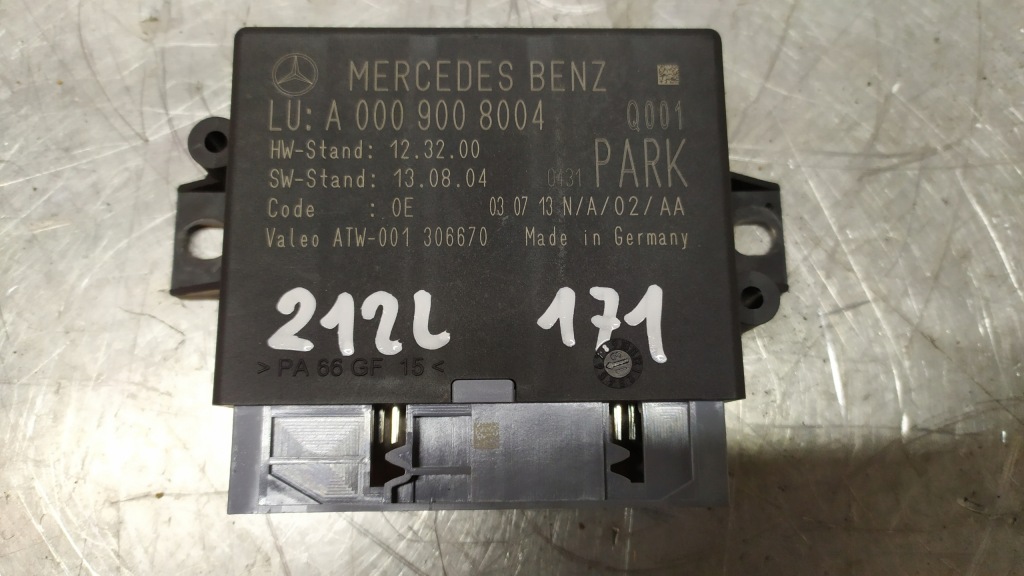 MERCEDES BENZ
LU: A 000 900 8004 Q001
HW-Stand: 12.32.00
SW-Stand: 13.08.04 0431 PARK
Code : 0E 03 07 13 N/A/02/AA
Valeo ATW-001 306670 Made in Germany
212L 171
>PA 66 GF 15<